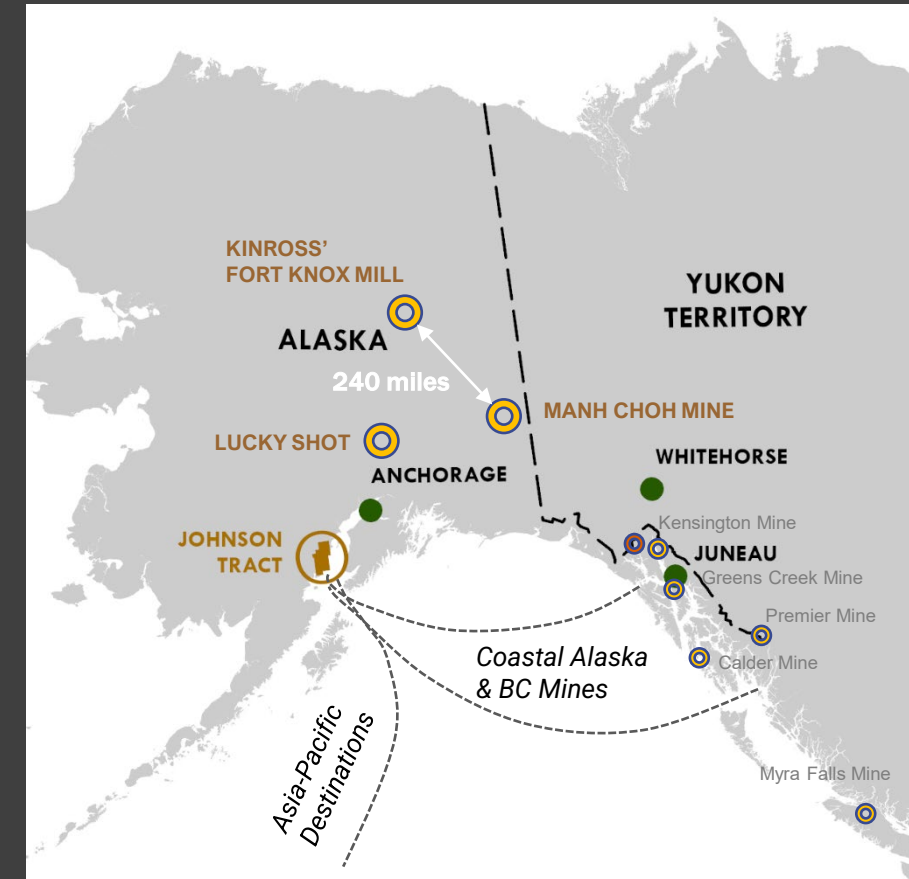 KINROSS'
FORT KNOX MILL
ALASKA
240 miles
YUKON
TERRITORY
MANH CHOH MINE
LUCKY SHOT
ANCHORAGE
WHITEHORSE
JOHNSON
TRACT
Kensington Mine
JUNEAU
Greens Creek Mine
Premier Mine
Coastal Alaska
& BC Mines
Calder Mine
Asia-Pacific
Destinations
Myra Falls Mine